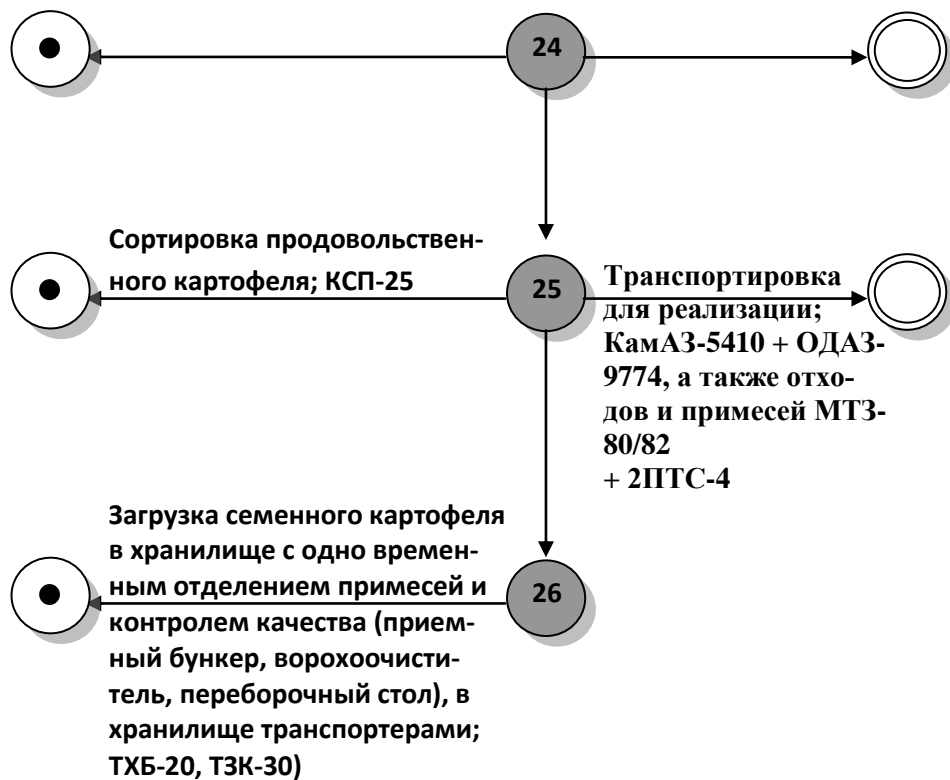 24
Сортировка продовольствен-
ного картофеля; КСП-25
25
Транспортировка
для реализации;
КамАЗ-5410 + ОДАЗ-
9774, а также отхо-
дов и примесей МТЗ-
80/82
+ 2ПТС-4
Загрузка семенного картофеля
в хранилище с одно времен-
ным отделением примесей и
контролем качества (прием-
ный бункер, ворохоочисти-
тель, переборочный стол), в
хранилище транспортерами;
ТХБ-20, ТЗК-30)
26